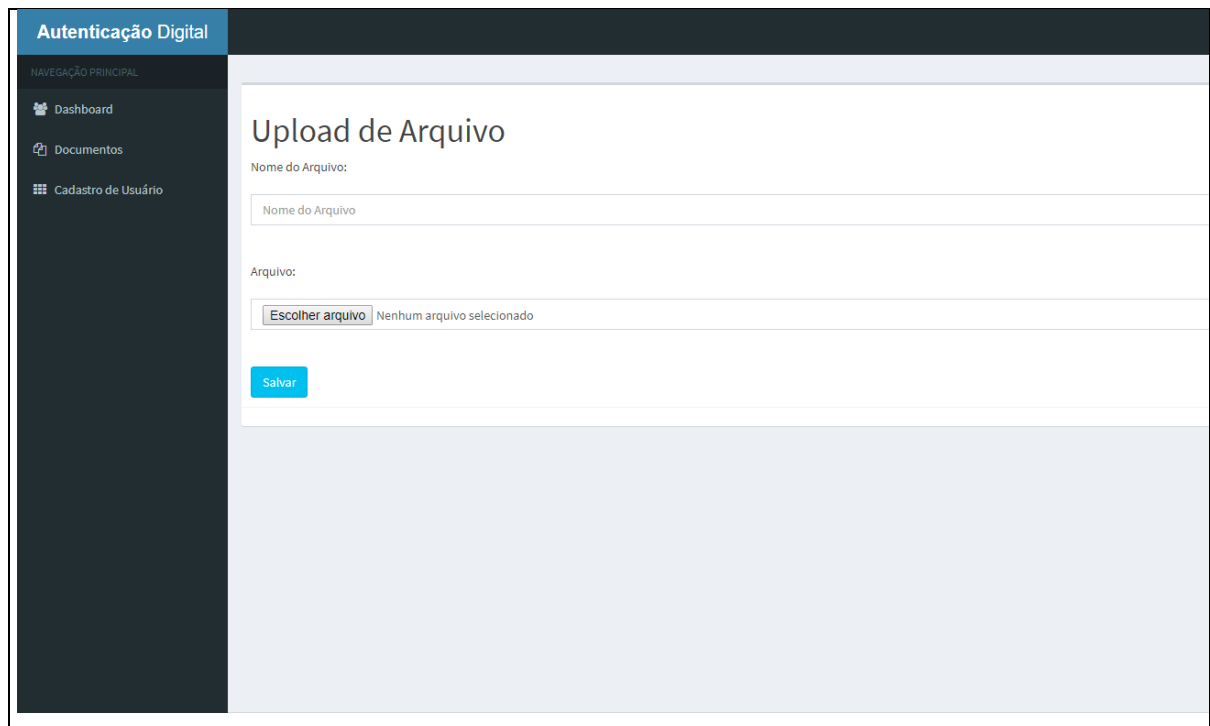 Autenticação Digital
NAVEGAÇÃO PRINCIPAL
Dashboard
Documentos
Cadastro de Usuário
Upload de Arquivo
Nome do Arquivo:
Nome do Arquivo
Arquivo:
Escolher arquivo Nenhum arquivo selecionado
Salvar